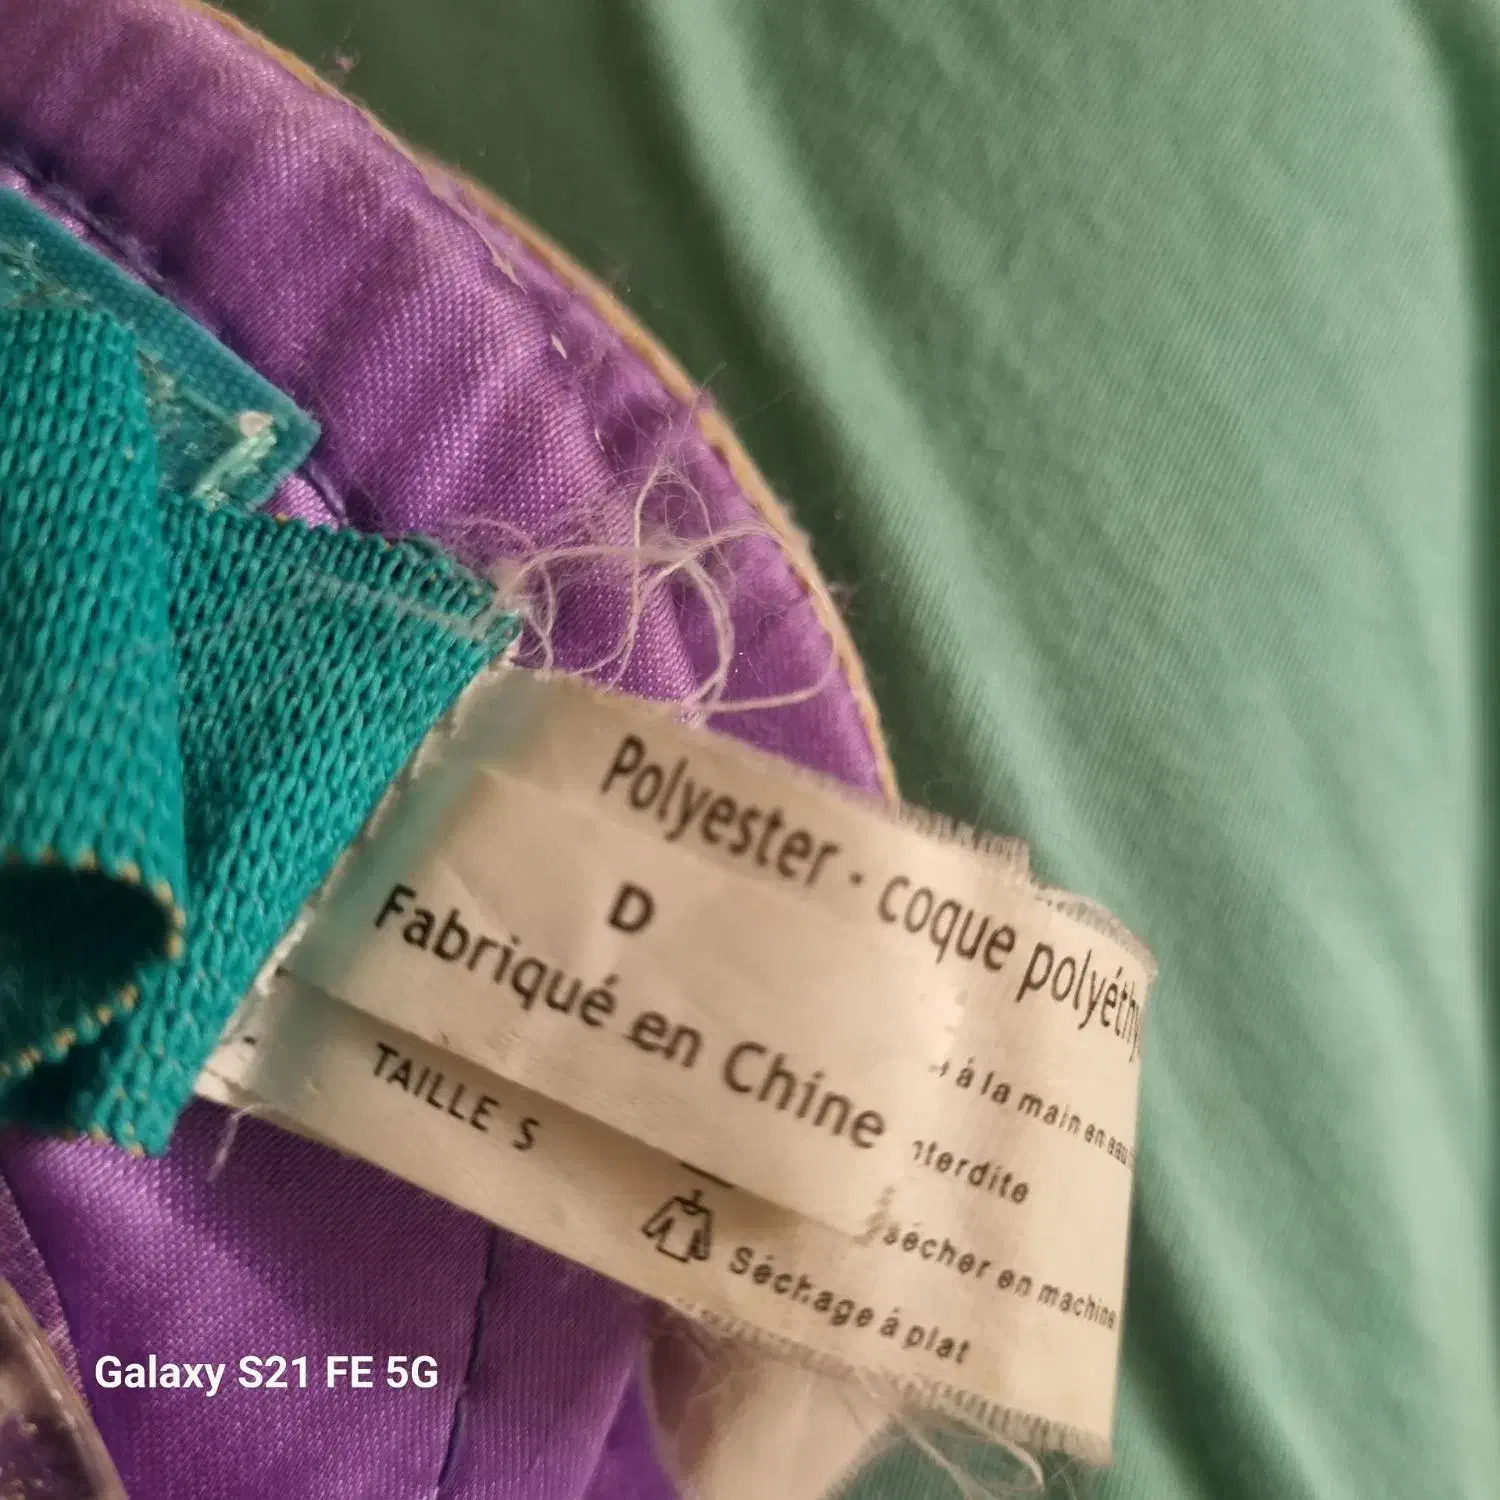 Polyester - coque polyéthy
D
Fabriqué en Chine
à la main en eau
nterdite
TAILLE S
sécher en machine
Séchage à plat
Galaxy S21 FE 5G